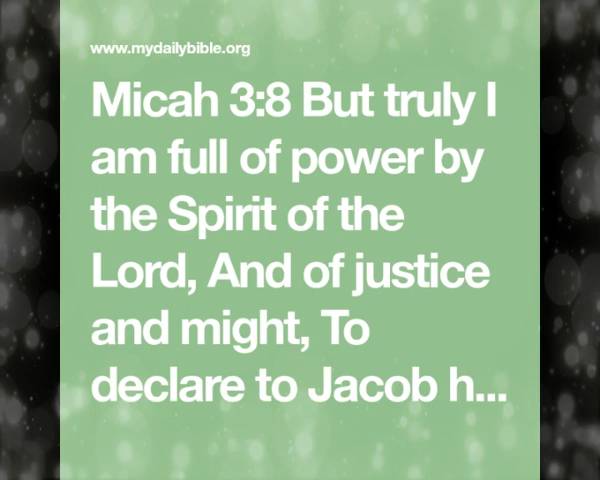 www.mydailybible.org
Micah 3:8 But truly I
am full of power by
the Spirit of the
Lord, And of justice
and might, To
declare to Jacob h...